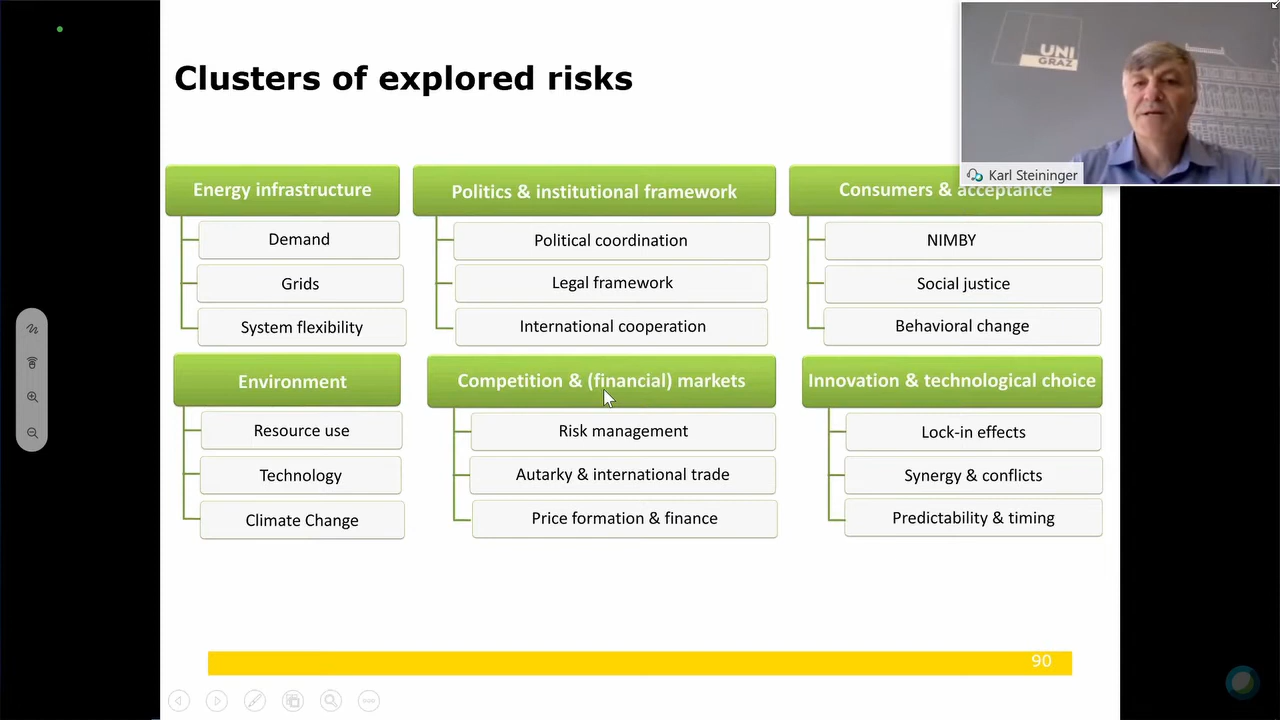 Clusters of explored risks
UNI
GRAZ
Karl Steininger
Energy infrastructure
Demand
Grids
System flexibility
Politics & institutional framework
Political coordination
Legal framework
International cooperation
Consumers & acceptance
NIMBY
Social justice
Behavioral change
Environment
Resource use
Technology
Climate Change
Competition & (financial) markets
Risk management
Autarky & international trade
Price formation & finance
Innovation & technological choice
Lock-in effects
Synergy & conflicts
Predictability & timing
90